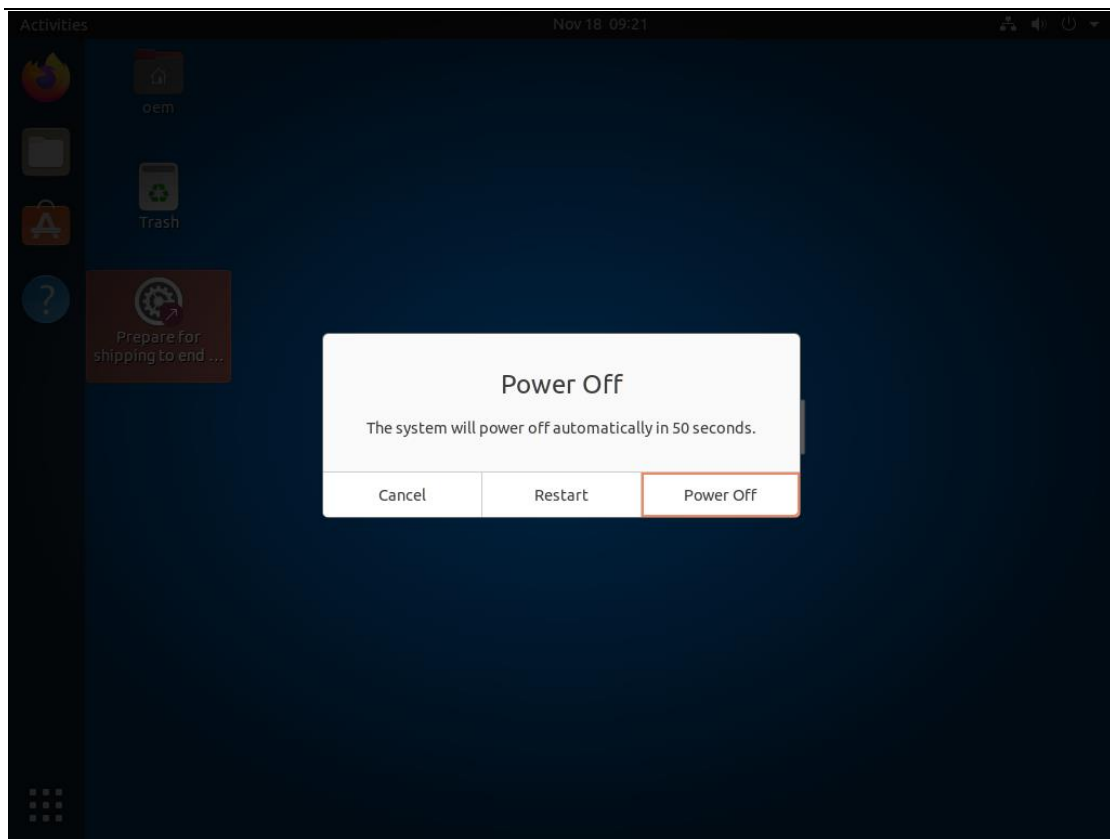 Activities
Nov 18 09:21
oem
Trash
Prepare for
shipping to end ...
Power Off
The system will power off automatically in 50 seconds.
Cancel
Restart
Power Off